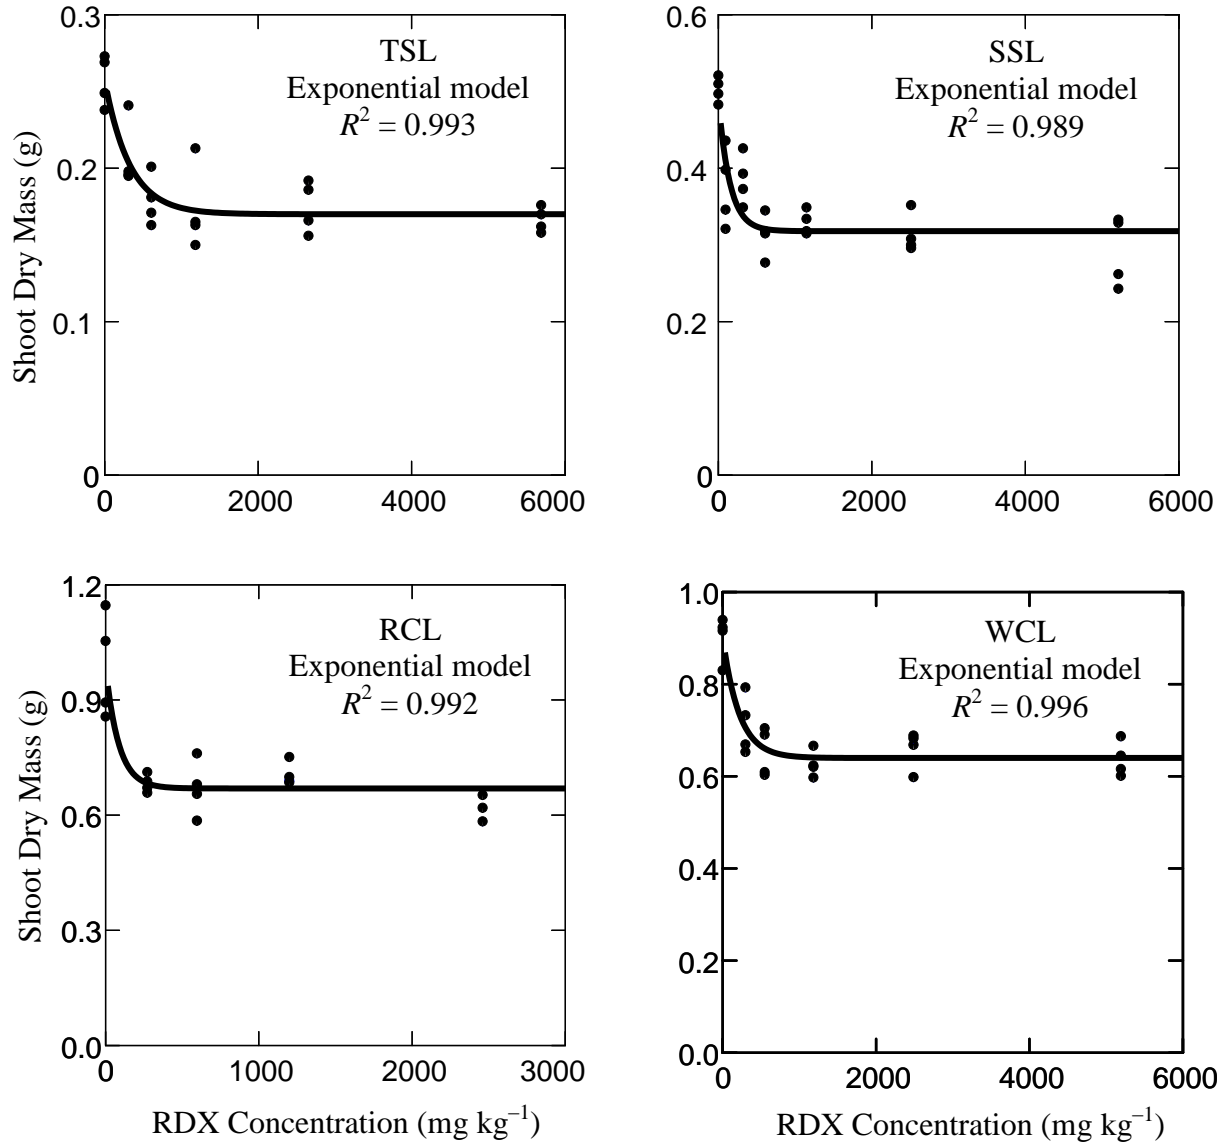 0.3
0.2
0.1
0
Shoot Dry Mass (g)
TSL
Exponential model
R² = 0.993
0 2000 4000 6000
0.6
0.4
0.2
0
SSL
Exponential model
R² = 0.989
0 2000 4000 6000
1.2
0.9
0.6
0.3
0.0
Shoot Dry Mass (g)
RCL
Exponential model
R² = 0.992
0 1000 2000 3000
RDX Concentration (mg kg⁻¹)
1.0
0.8
0.6
0.4
0.2
0.0
WCL
Exponential model
R² = 0.996
0 2000 4000 6000
RDX Concentration (mg kg⁻¹)